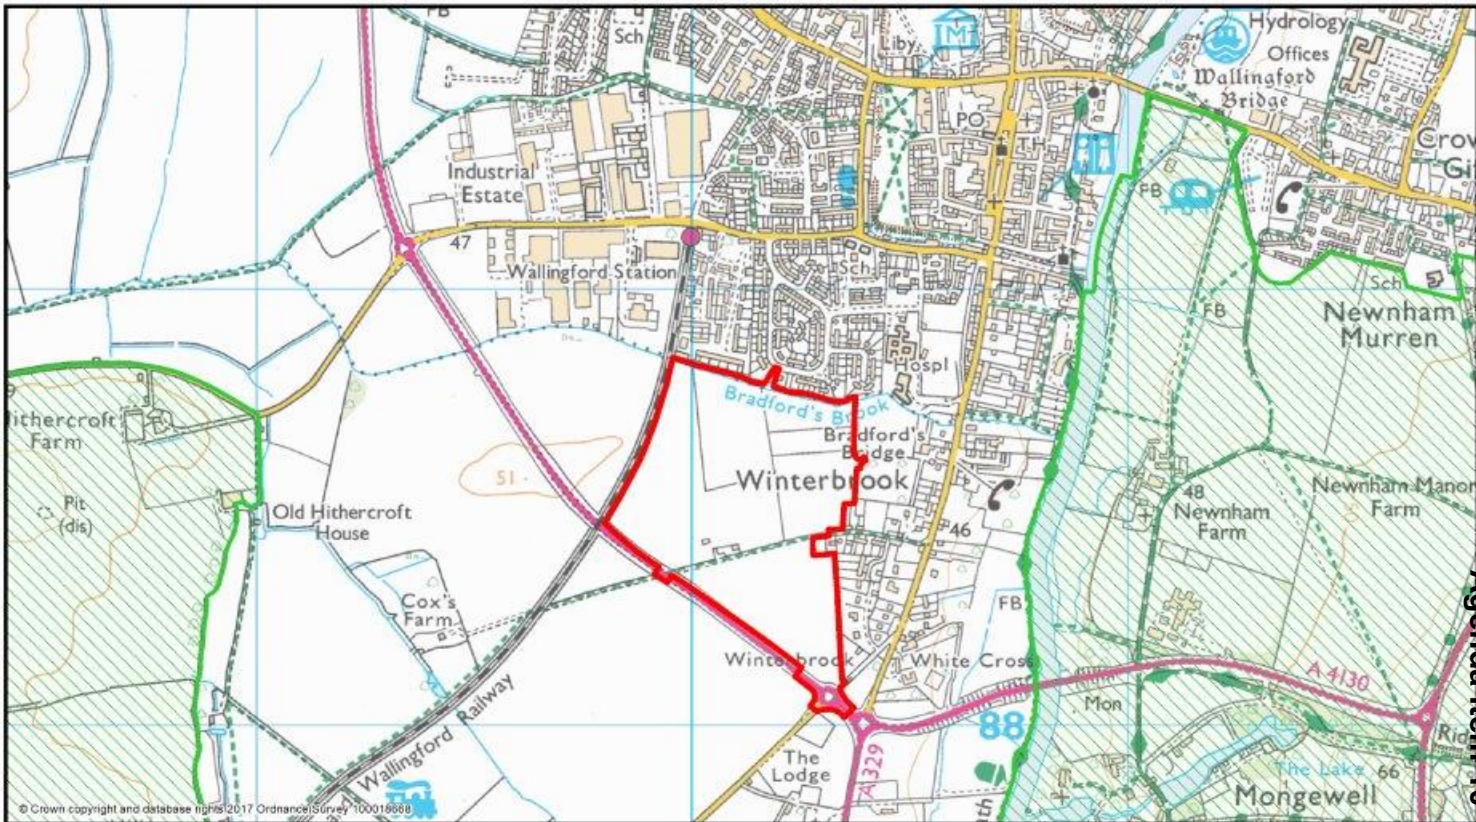 FB
Sch
Liby
M
Hydrology
Offices
Wallingford
Bridge
PO
TH
Industrial
Estate
47
Wallingford Station
Sch
FB
FB
Sch
Newnham
Murren
Hospl
Bradford's Brook
Bradford's
Bridge
Winterbrook
ithercroft
Farm
Pit
(dis)
Old Hithercroft
House
51
46
48
Newnham
Farm
Newnham Manor
Farm
Cox's
Farm
FB
Winterbrook
White Cross
A 4130
Mon
88
Wallingford Railway
The
Lodge
A329
The Lake
66
Mongewell
© Crown copyright and database rights 2017 Ordnance Survey 100018668